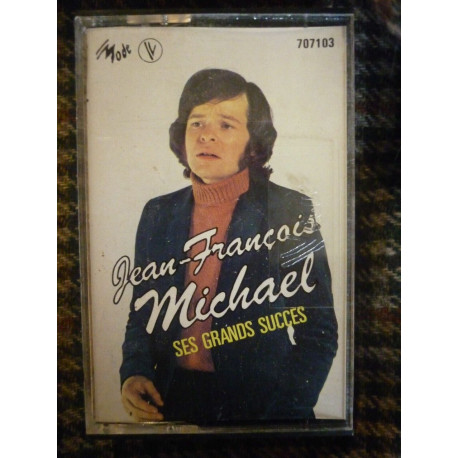 Mode V 707103
Jean-François
Michael
SES GRANDS SUCCES